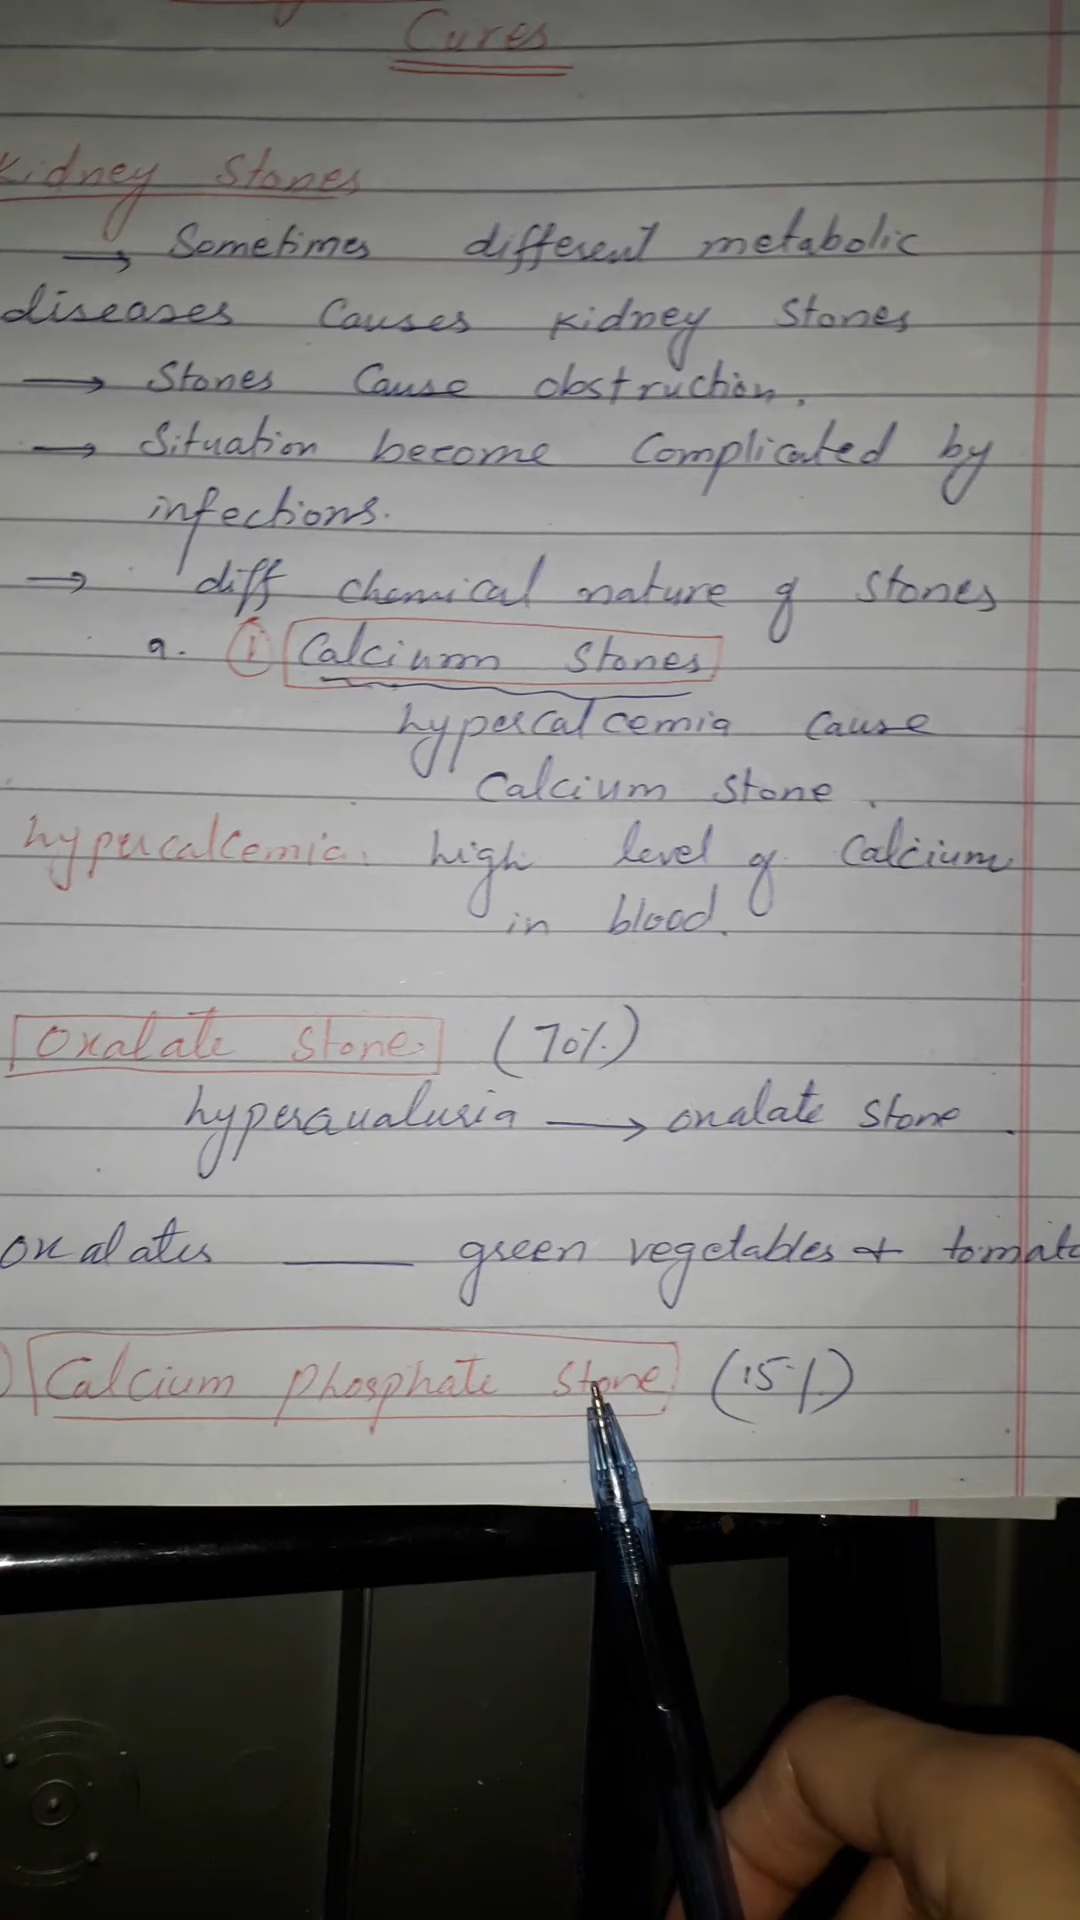 Cures
Kidney Stones
→ Sometimes different metabolic
diseases causes kidney stones
→ Stones cause obstruction.
→ Situation become complicated by
infections.
→ diff chemical nature of stones
a. ① Calcium Stones
hypercalcemia cause
calcium stone.
hypercalcemia. high level of calcium
in blood.
Oxalate stone. (70%)
hyperauxaluria → oxalate stone.
oxalates — green vegetables + tomato
Calcium phosphate stone (15%)